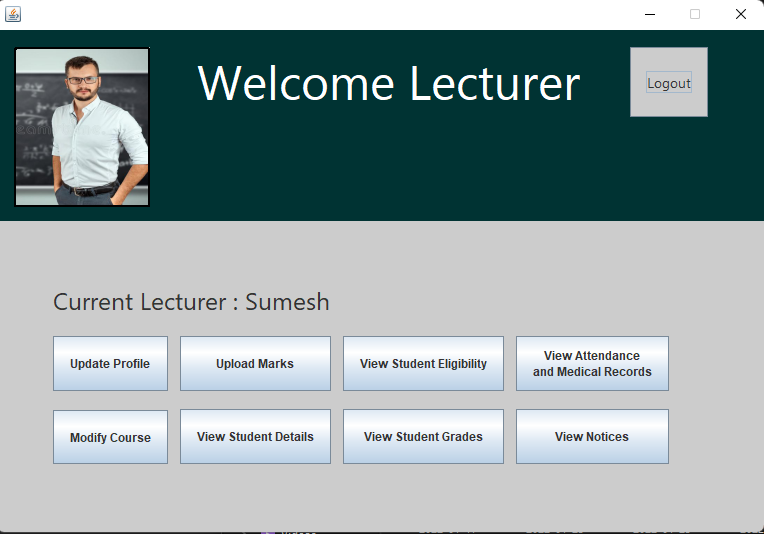 Welcome Lecturer
Logout
Current Lecturer : Sumesh
Update Profile
Upload Marks
View Student Eligibility
View Attendance
and Medical Records
Modify Course
View Student Details
View Student Grades
View Notices